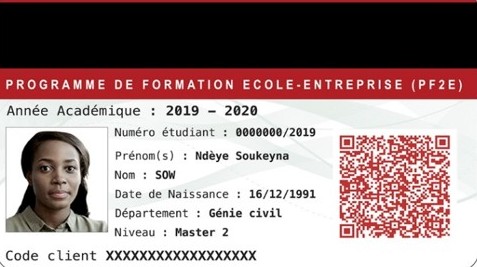 PROGRAMME DE FORMATION ECOLE-ENTREPRISE (PF2E)
Année Académique : 2019 – 2020
Numéro étudiant : 0000000/2019
Prénom(s) : Ndèye Soukeyna
Nom : SOW
Date de Naissance : 16/12/1991
Département : Génie civil
Niveau : Master 2
Code client XXXXXXXXXXXXXXXXXX